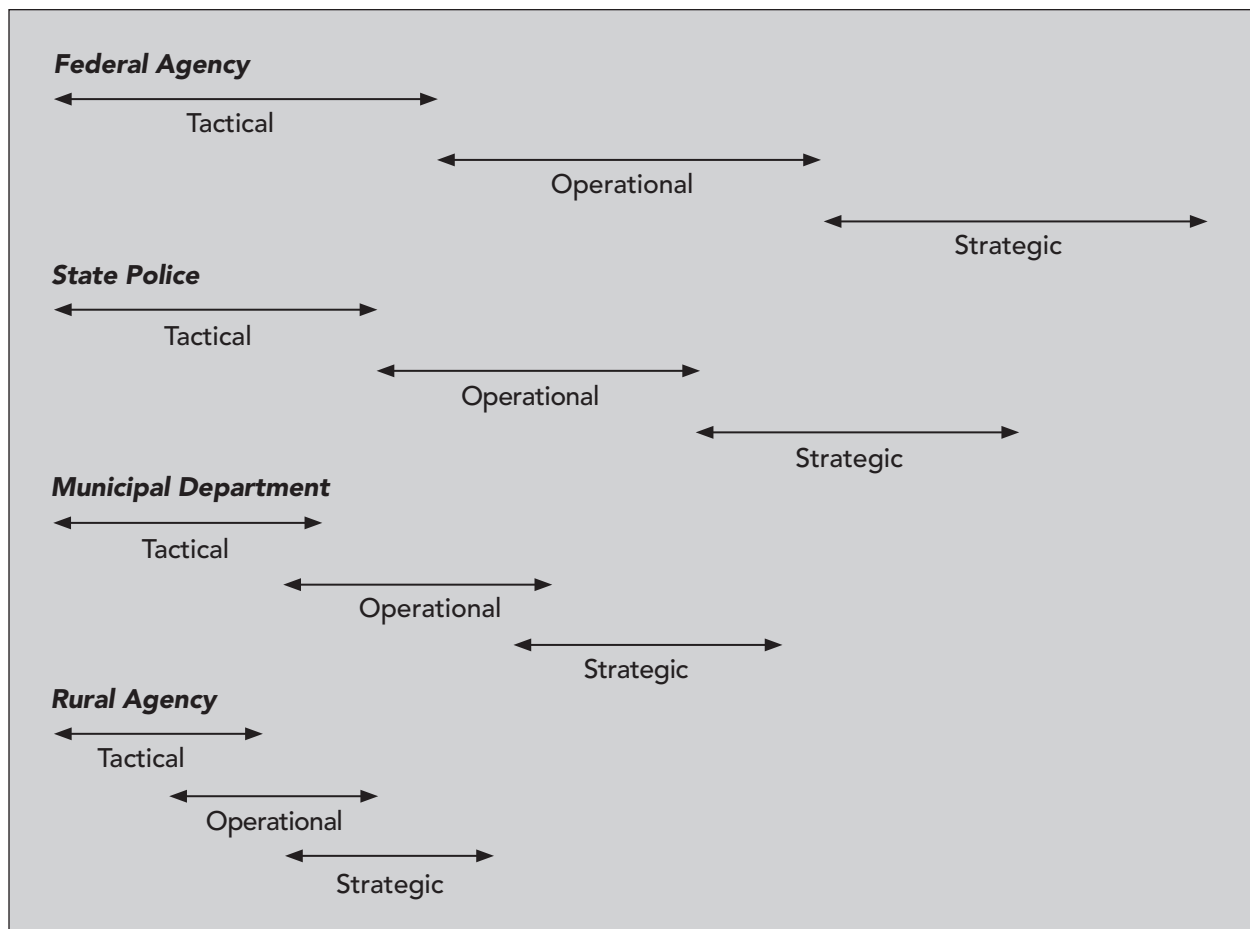 Federal Agency
Tactical
Operational
Strategic
State Police
Tactical
Operational
Strategic
Municipal Department
Tactical
Operational
Strategic
Rural Agency
Tactical
Operational
Strategic